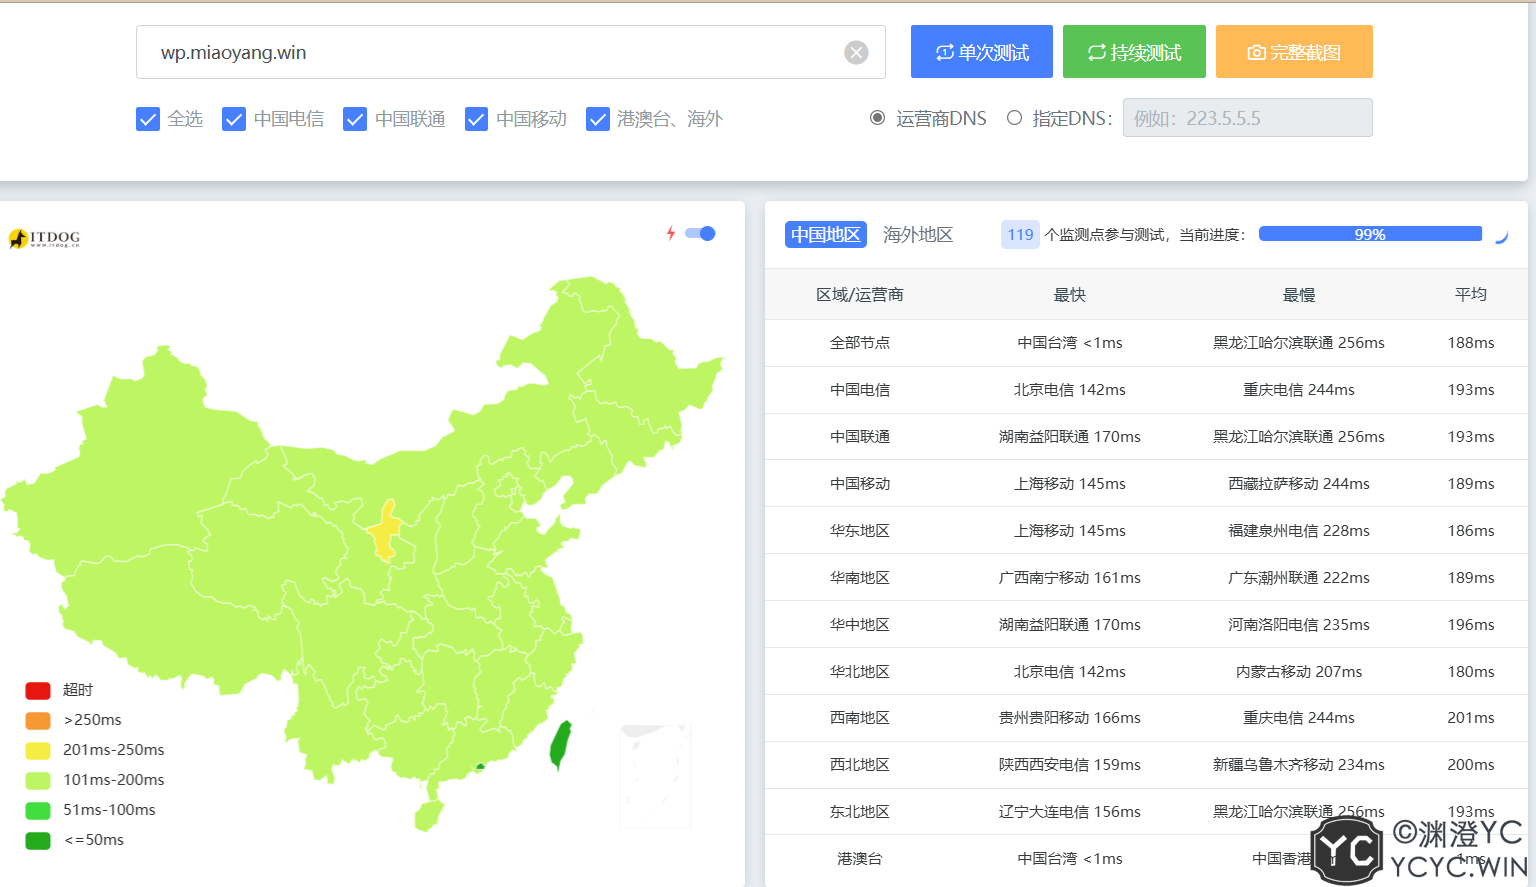 wp.miaoyang.win
单次测试
持续测试
完整截图
全选 中国电信 中国联通 中国移动 港澳台、海外
运营商DNS 指定DNS： 例如：223.5.5.5
ITDOG
www.itdog.cn
超时
>250ms
201ms-250ms
101ms-200ms
51ms-100ms
<=50ms
中国地区 海外地区 119 个监测点参与测试，当前进度： 99%
区域/运营商 最快 最慢 平均
全部节点 中国台湾 <1ms 黑龙江哈尔滨联通 256ms 188ms
中国电信 北京电信 142ms 重庆电信 244ms 193ms
中国联通 湖南益阳联通 170ms 黑龙江哈尔滨联通 256ms 193ms
中国移动 上海移动 145ms 西藏拉萨移动 244ms 189ms
华东地区 上海移动 145ms 福建泉州电信 228ms 186ms
华南地区 广西南宁移动 161ms 广东潮州联通 222ms 189ms
华中地区 湖南益阳联通 170ms 河南洛阳电信 235ms 196ms
华北地区 北京电信 142ms 内蒙古移动 207ms 180ms
西南地区 贵州贵阳移动 166ms 重庆电信 244ms 201ms
西北地区 陕西西安电信 159ms 新疆乌鲁木齐移动 234ms 200ms
东北地区 辽宁大连电信 156ms 黑龙江哈尔滨联通 256ms 193ms
港澳台 中国台湾 <1ms 中国香港 1ms
YC
©渊澄YC
YCYC.WIN